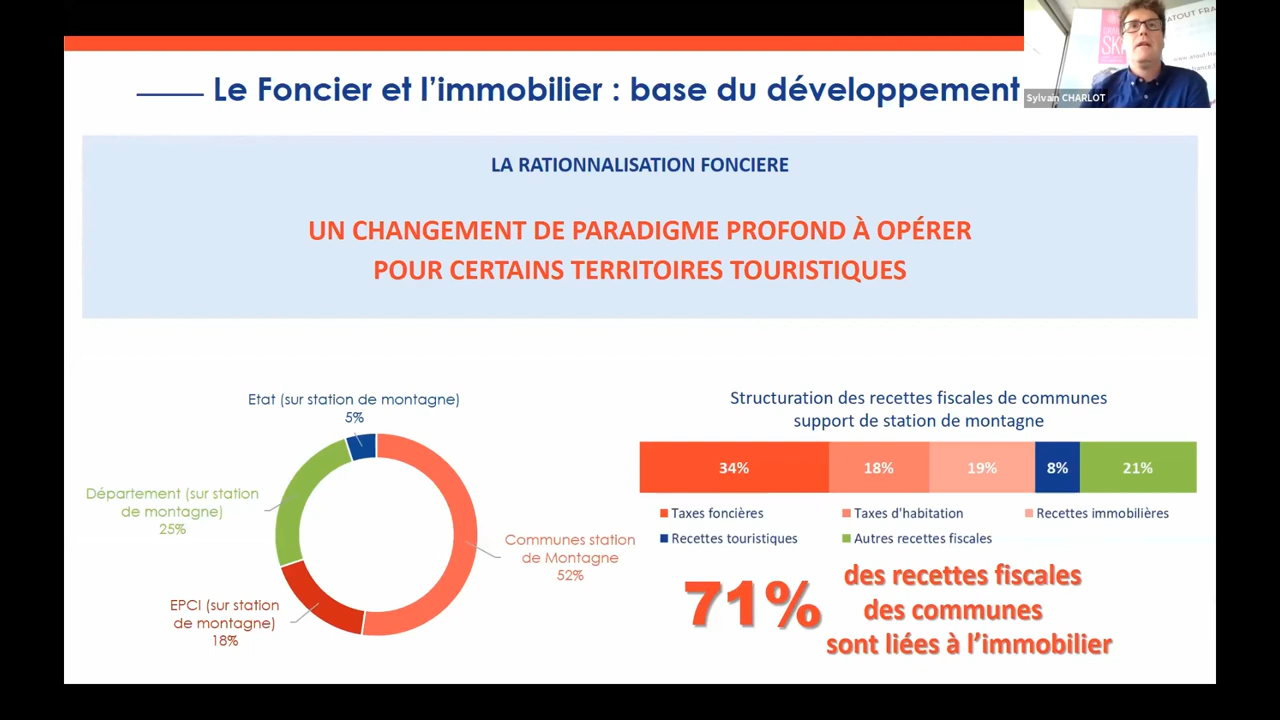 ATOUT FRA
SKI
Sylvain CHARLOT
Le Foncier et l'immobilier : base du développement
LA RATIONNALISATION FONCIERE
UN CHANGEMENT DE PARADIGME PROFOND À OPÉRER
POUR CERTAINS TERRITOIRES TOURISTIQUES
Etat (sur station de montagne)
5%
Département (sur station
de montagne)
25%
Communes station
de Montagne
52%
EPCI (sur station
de montagne)
18%
Structuration des recettes fiscales de communes
support de station de montagne
34% 18% 19% 8% 21%
Taxes foncières Taxes d'habitation Recettes immobilières
Recettes touristiques Autres recettes fiscales
71%
des recettes fiscales
des communes
sont liées à l'immobilier